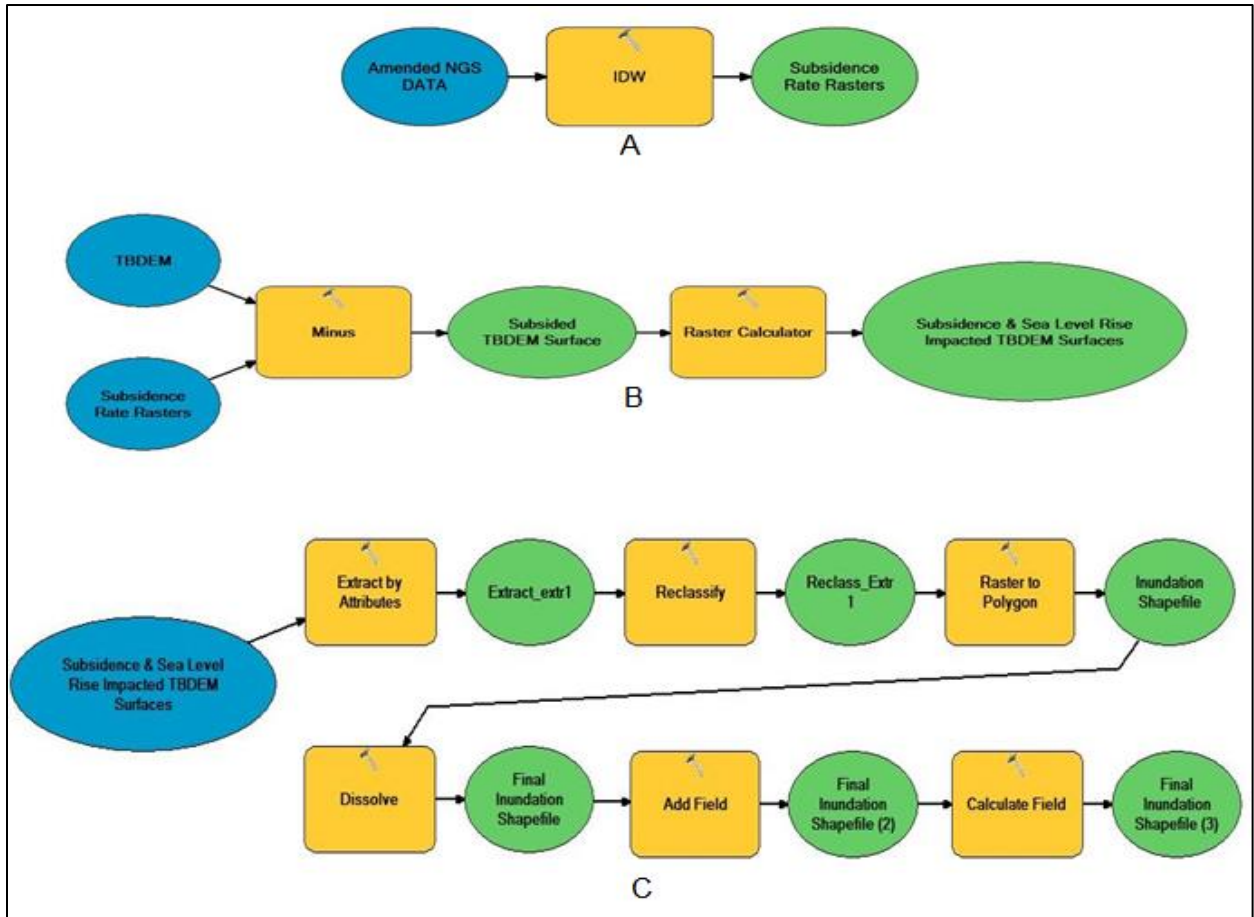 Amended NGS
DATA
IDW
Subsidence
Rate Rasters
A
TBDEM
Subsidence
Rate Rasters
Minus
Subsided
TBDEM Surface
Raster Calculator
Subsidence & Sea Level Rise
Impacted TBDEM Surfaces
B
Subsidence & Sea Level
Rise Impacted TBDEM
Surfaces
Extract by
Attributes
Extract_extr1
Reclassify
Reclass_Extr
1
Raster to
Polygon
Inundation
Shapefile
Dissolve
Final
Inundation
Shapefile
Add Field
Final
Inundation
Shapefile (2)
Calculate Field
Final
Inundation
Shapefile (3)
C